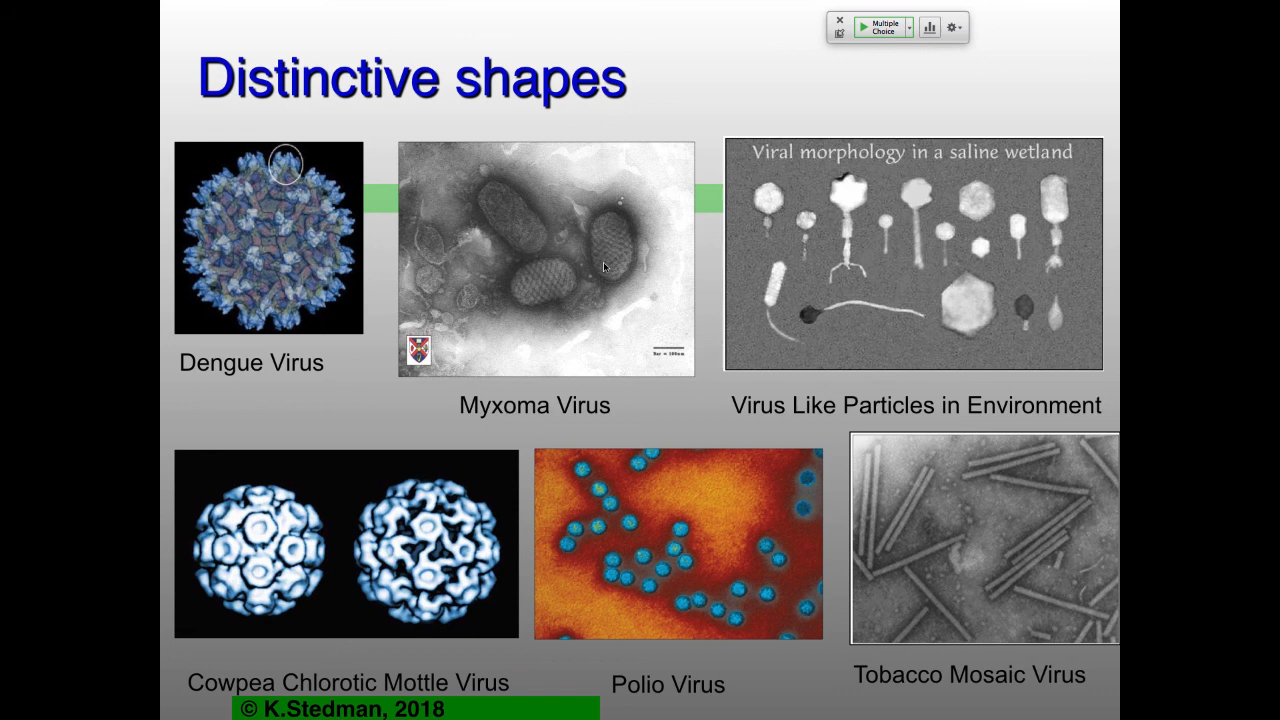 Multiple
Choice
Distinctive shapes
Viral morphology in a saline wetland
Dengue Virus
Myxoma Virus
Virus Like Particles in Environment
Cowpea Chlorotic Mottle Virus
Polio Virus
Tobacco Mosaic Virus
© K.Stedman, 2018